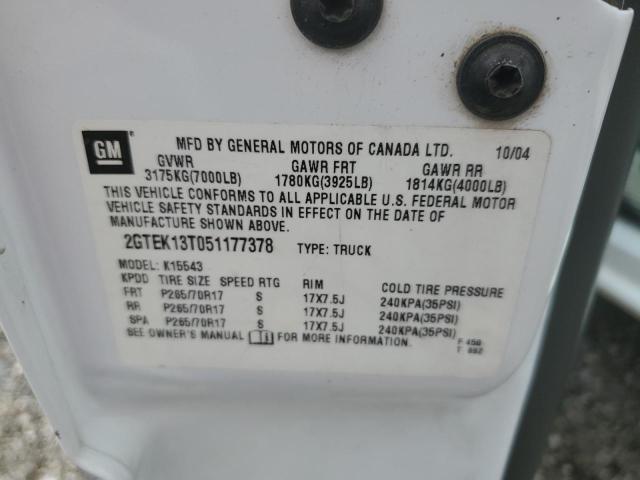 GM
MFD BY GENERAL MOTORS OF CANADA LTD. 10/04
GVWR GAWR FRT GAWR RR
3175KG(7000LB) 1780KG(3925LB) 1814KG(4000LB)
THIS VEHICLE CONFORMS TO ALL APPLICABLE U.S. FEDERAL MOTOR
VEHICLE SAFETY STANDARDS IN EFFECT ON THE DATE OF
MANUFACTURE SHOWN ABOVE.
2GTEK13T051177378 TYPE: TRUCK
MODEL: K15543
KPDD TIRE SIZE SPEED RTG RIM COLD TIRE PRESSURE
FRT P265/70R17 S 17X7.5J 240KPA(35PSI)
RR P265/70R17 S 17X7.5J 240KPA(35PSI)
SPA P265/70R17 S 17X7.5J 240KPA(35PSI)
SEE OWNER'S MANUAL FOR MORE INFORMATION